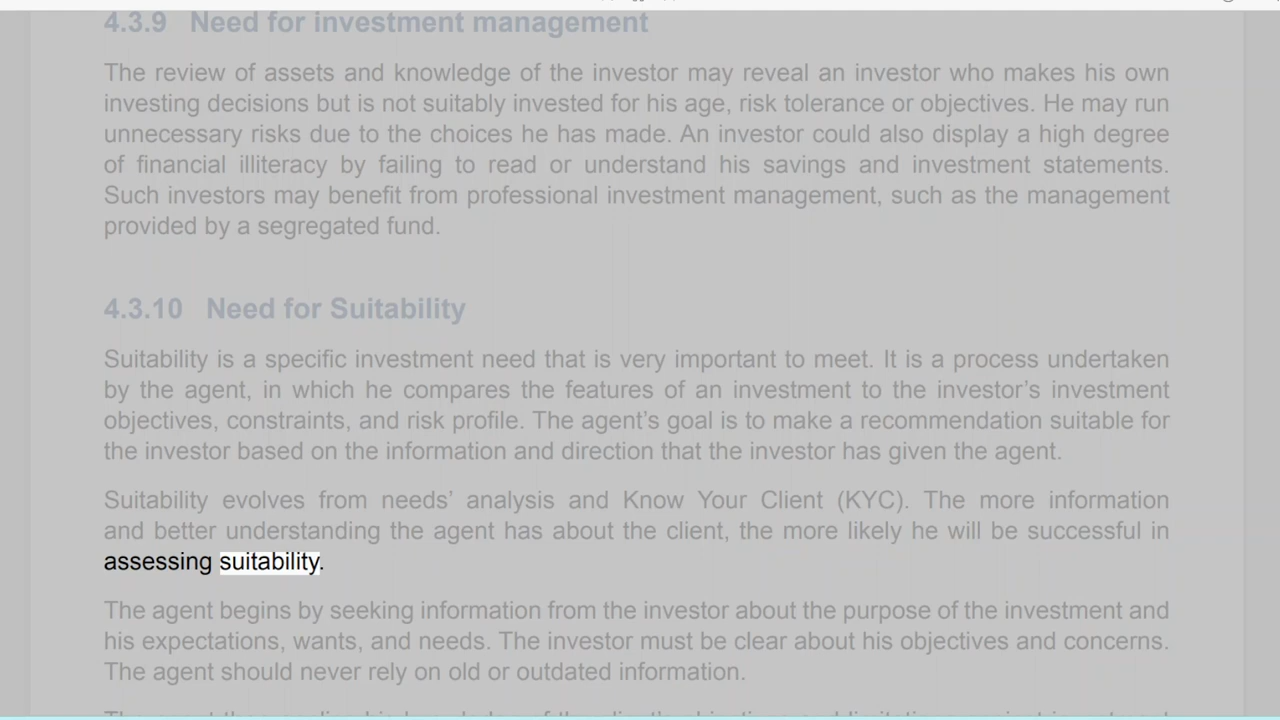 4.3.9 Need for investment management
The review of assets and knowledge of the investor may reveal an investor who makes his own
investing decisions but is not suitably invested for his age, risk tolerance or objectives. He may run
unnecessary risks due to the choices he has made. An investor could also display a high degree
of financial illiteracy by failing to read or understand his savings and investment statements.
Such investors may benefit from professional investment management, such as the management
provided by a segregated fund.
4.3.10 Need for Suitability
Suitability is a specific investment need that is very important to meet. It is a process undertaken
by the agent, in which he compares the features of an investment to the investor’s investment
objectives, constraints, and risk profile. The agent’s goal is to make a recommendation suitable for
the investor based on the information and direction that the investor has given the agent.
Suitability evolves from needs’ analysis and Know Your Client (KYC). The more information
and better understanding the agent has about the client, the more likely he will be successful in
assessing suitability.
The agent begins by seeking information from the investor about the purpose of the investment and
his expectations, wants, and needs. The investor must be clear about his objectives and concerns.
The agent should never rely on old or outdated information.